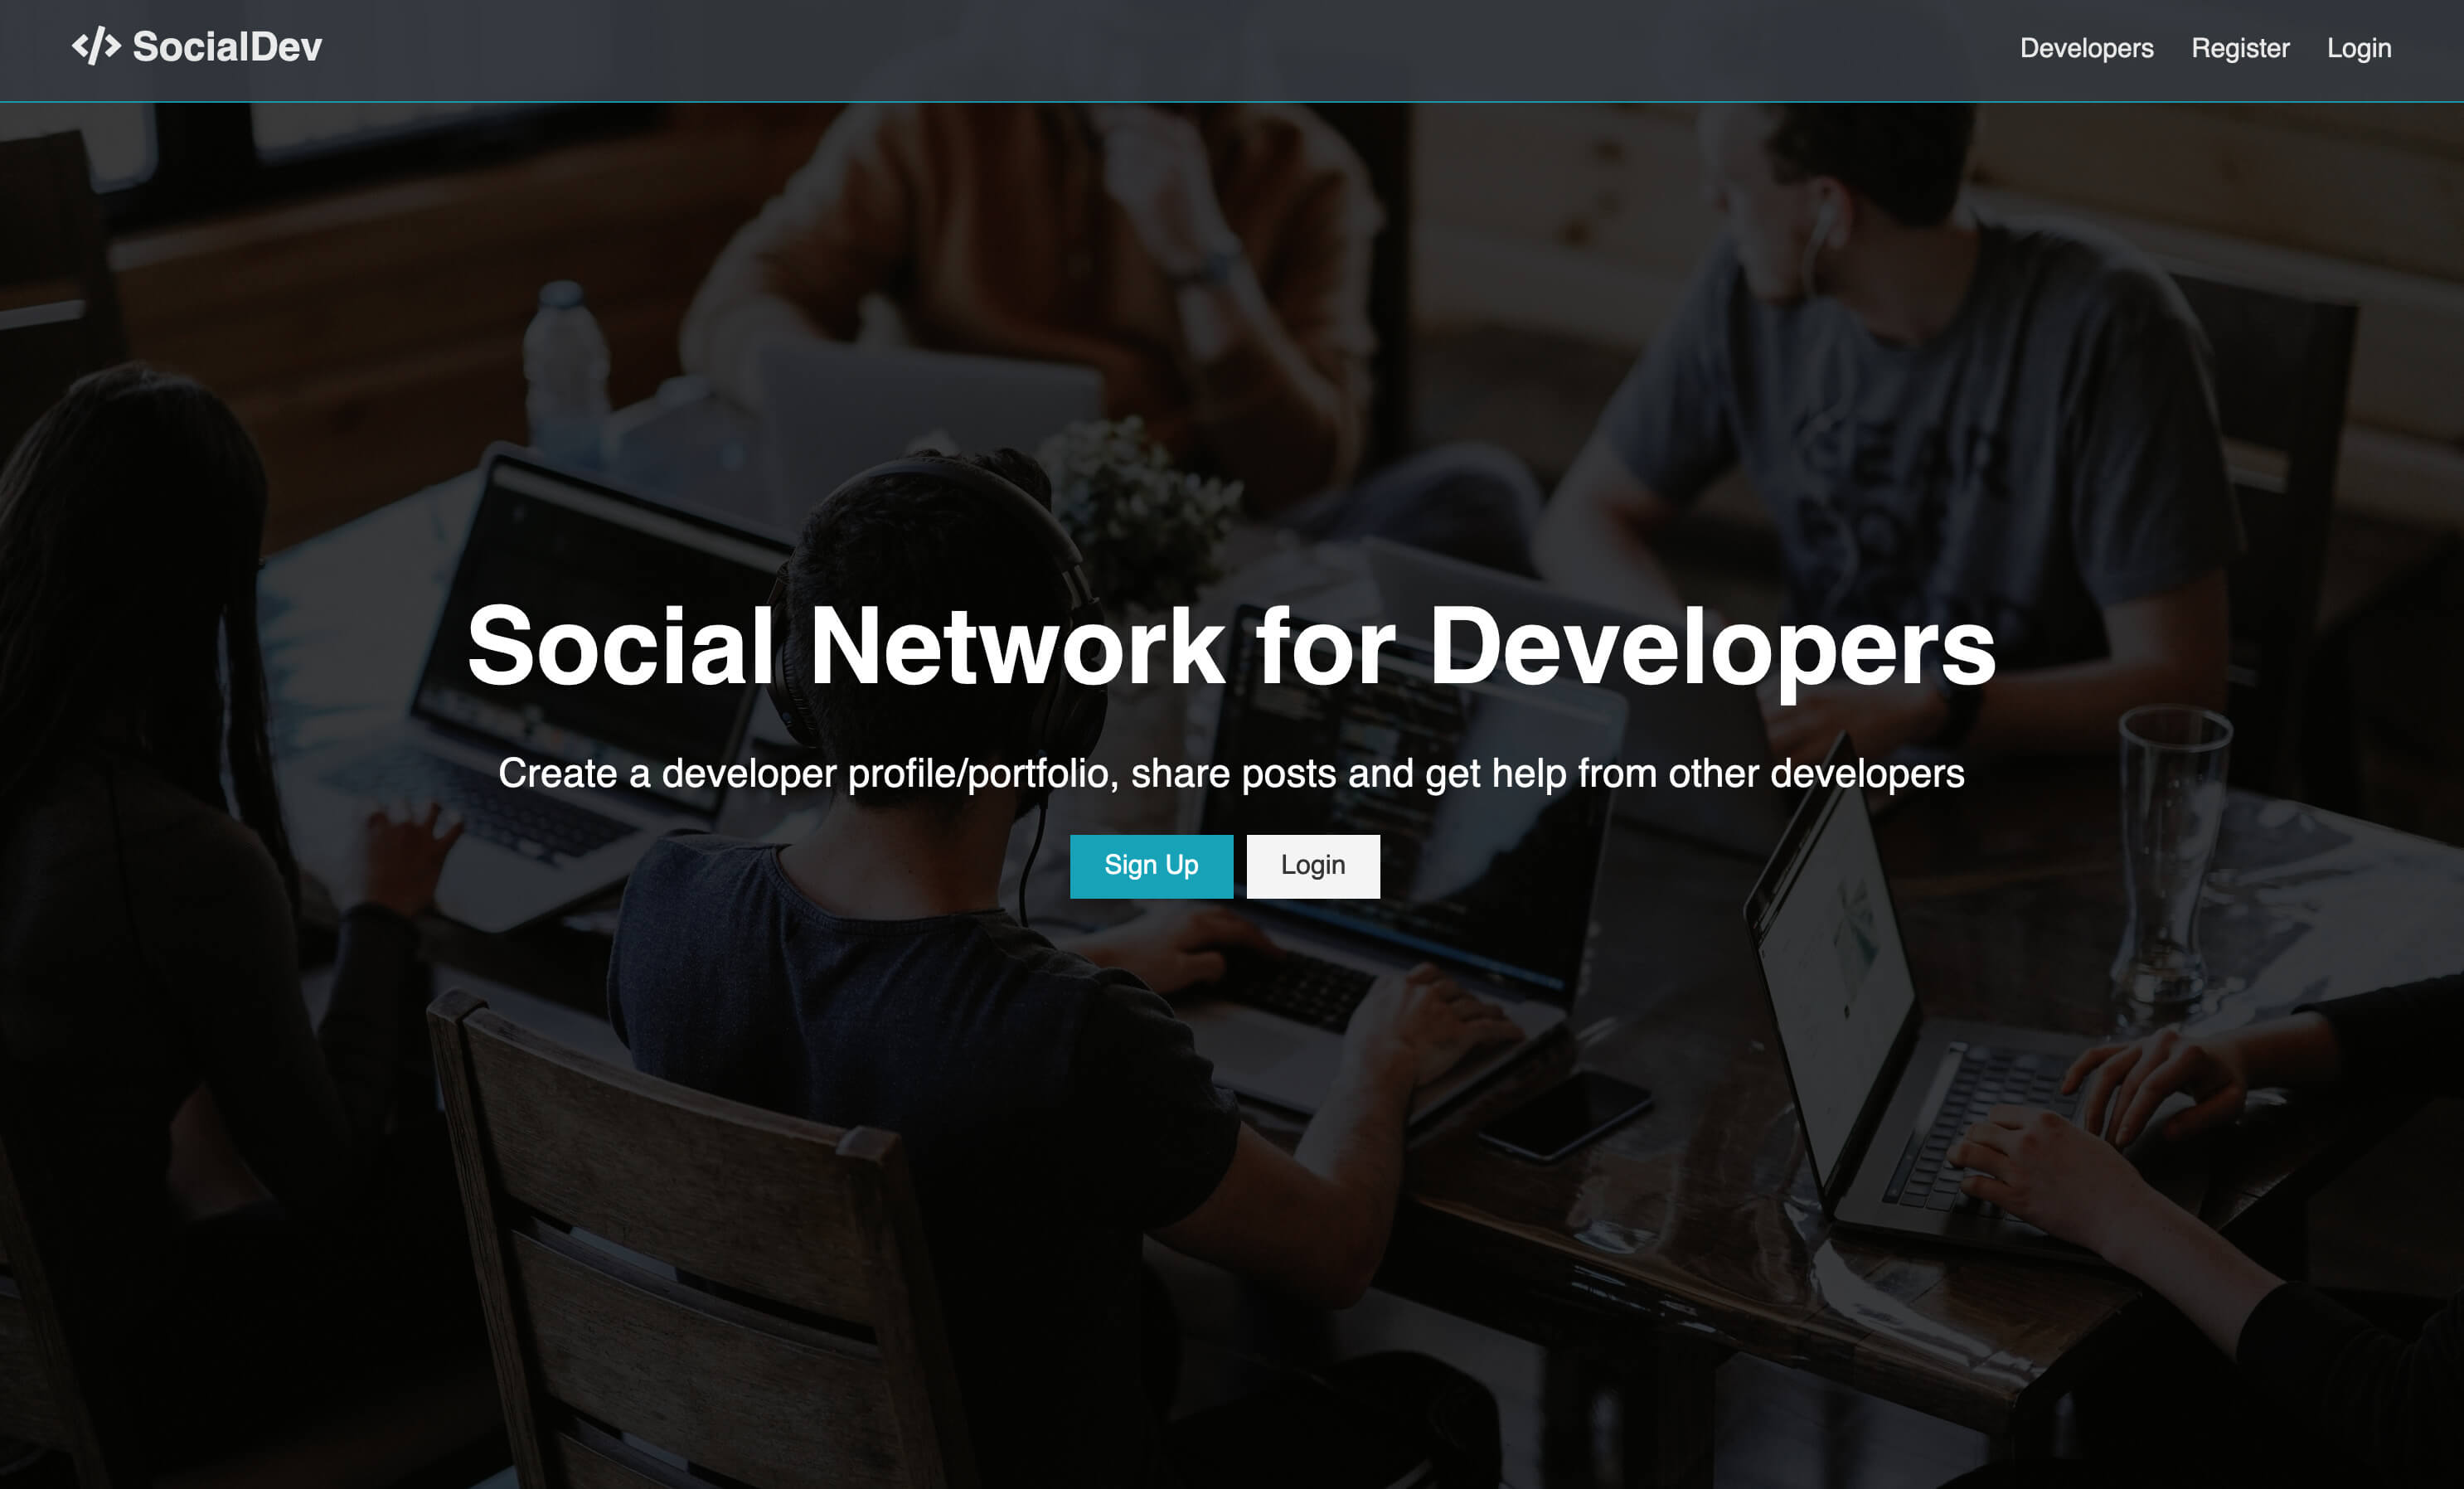 </> SocialDev
Developers Register Login
Social Network for Developers
Create a developer profile/portfolio, share posts and get help from other developers
Sign Up Login